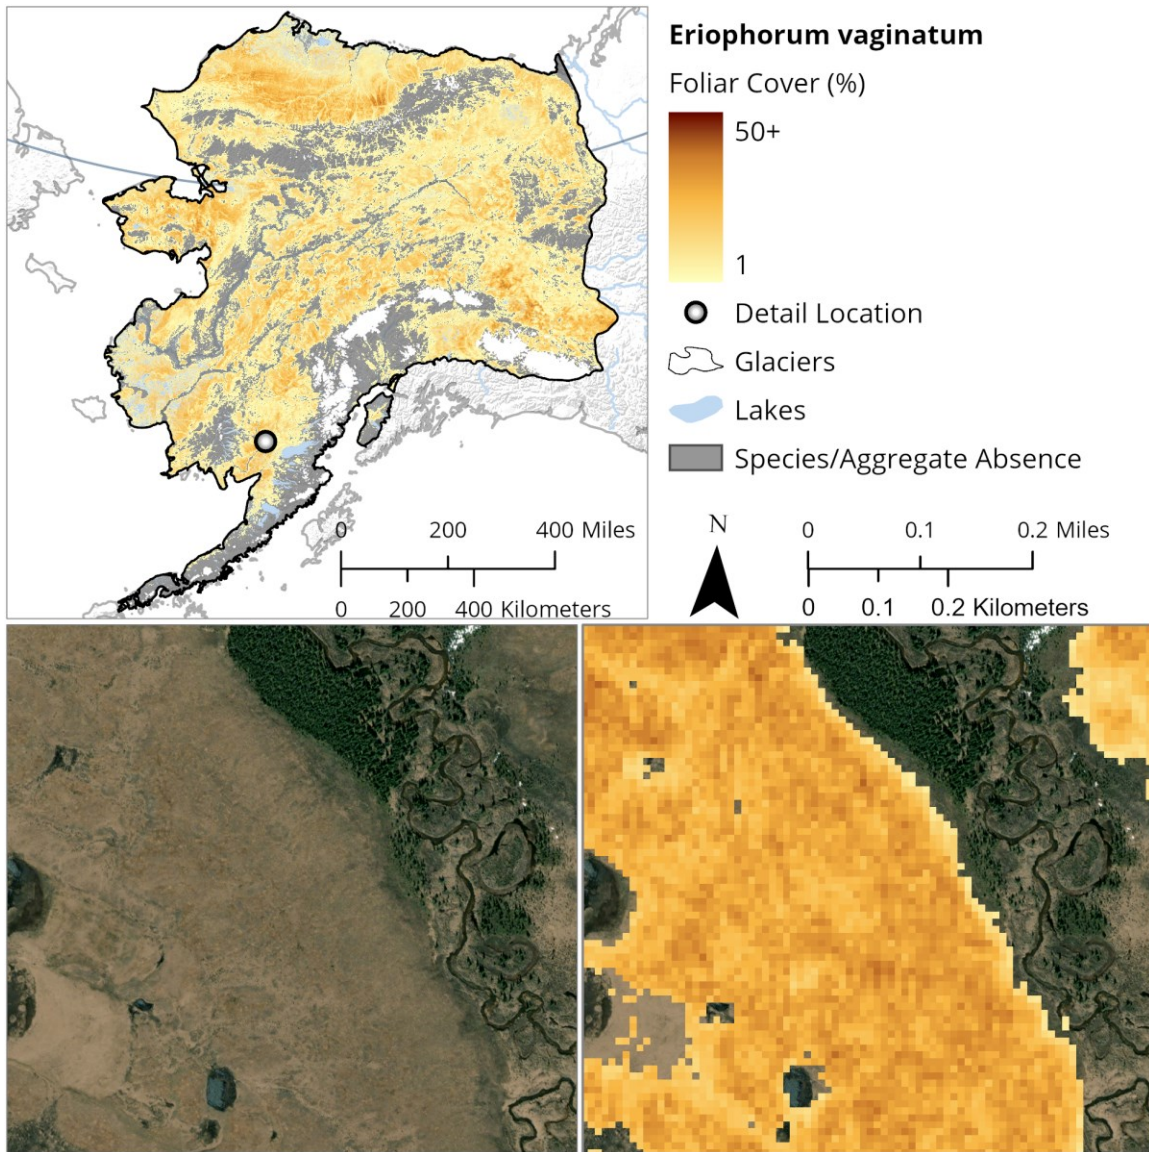 Eriophorum vaginatum
Foliar Cover (%)
50+
1
Detail Location
Glaciers
Lakes
Species/Aggregate Absence
0 200 400 Miles
0 200 400 Kilometers
N
0 0.1 0.2 Miles
0 0.1 0.2 Kilometers